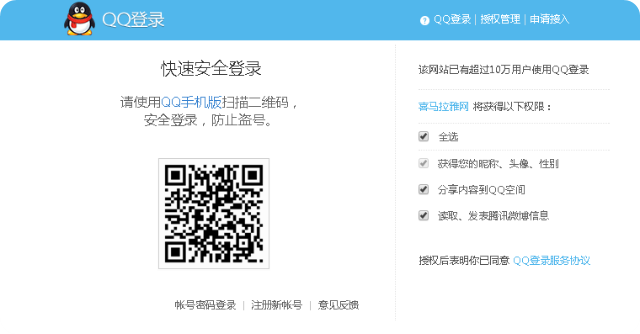 QQ登录
QQ登录 | 授权管理 | 申请接入
快速安全登录
请使用QQ手机版扫描二维码，
安全登录，防止盗号。
帐号密码登录 | 注册新帐号 | 意见反馈
该网站已有超过10万用户使用QQ登录
喜马拉雅网 将获得以下权限：
全选
获得您的昵称、头像、性别
分享内容到QQ空间
读取、发表腾讯微博信息
授权后表明你已同意 QQ登录服务协议